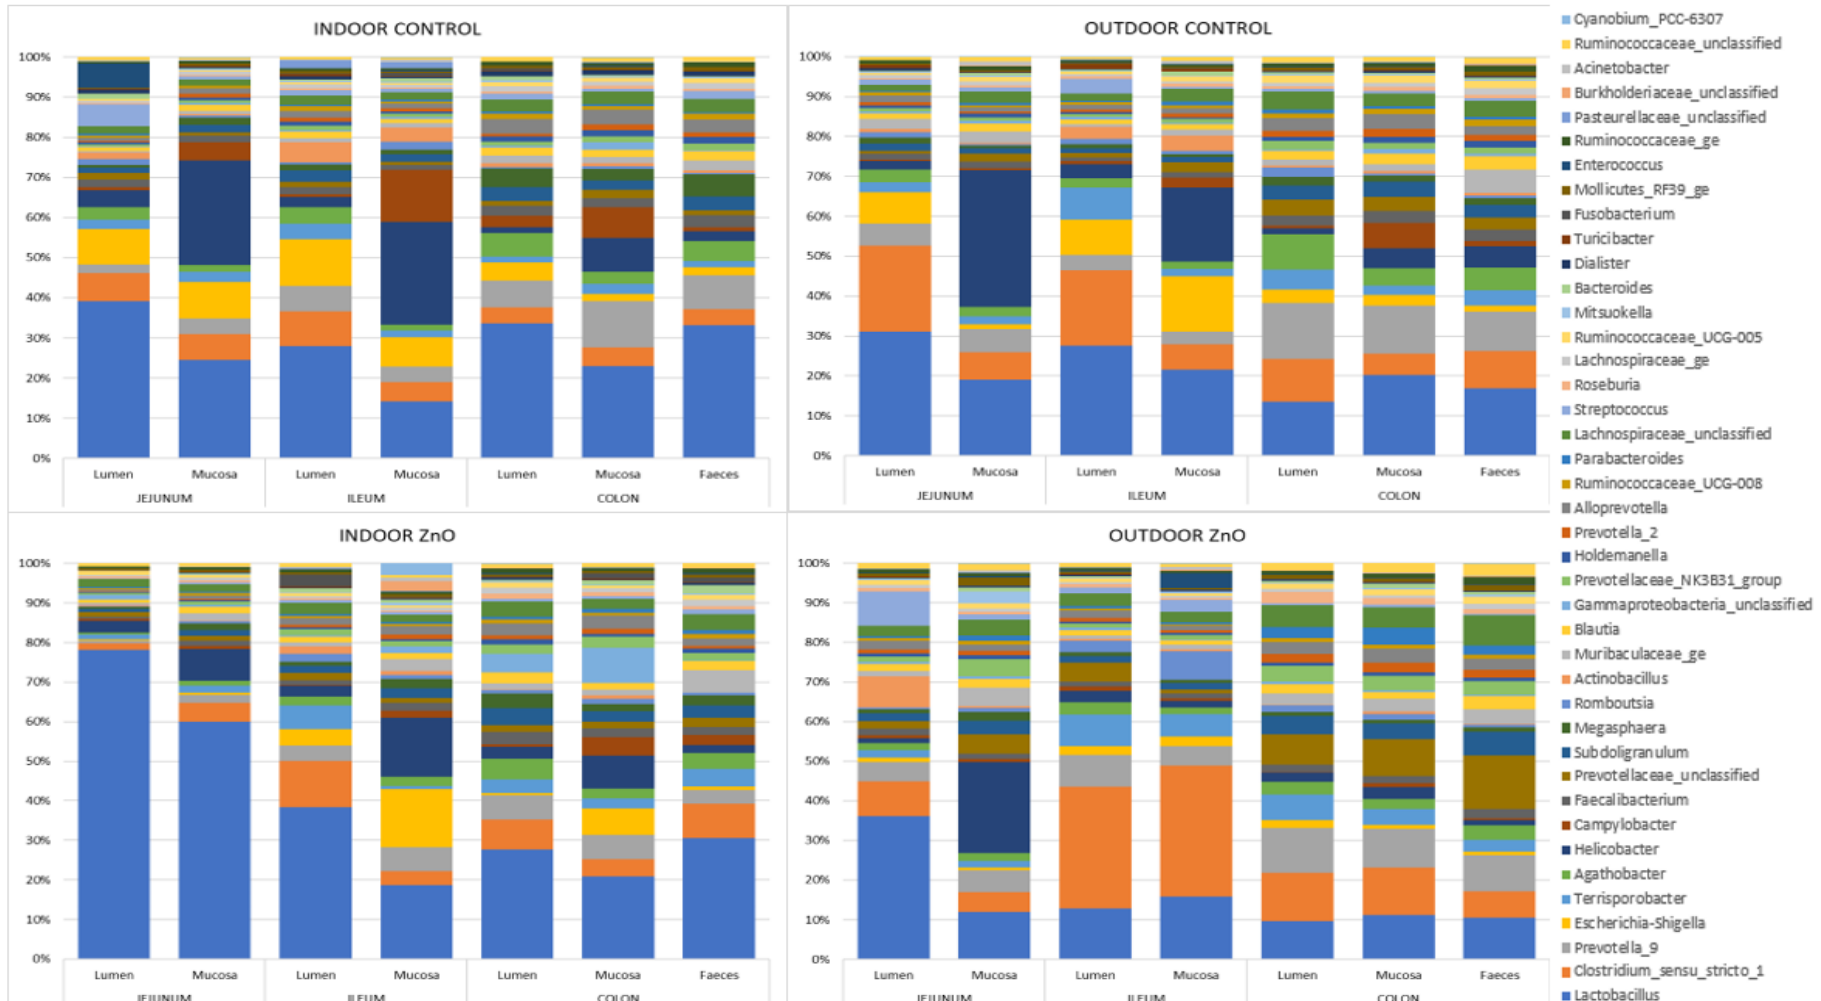 INDOOR CONTROL
100%
90%
80%
70%
60%
50%
40%
30%
20%
10%
0%
Lumen Mucosa Lumen Mucosa Lumen Mucosa Faeces
JEJUNUM ILEUM COLON
OUTDOOR CONTROL
100%
90%
80%
70%
60%
50%
40%
30%
20%
10%
0%
Lumen Mucosa Lumen Mucosa Lumen Mucosa Faeces
JEJUNUM ILEUM COLON
INDOOR ZnO
100%
90%
80%
70%
60%
50%
40%
30%
20%
10%
0%
Lumen Mucosa Lumen Mucosa Lumen Mucosa Faeces
JEJUNUM ILEUM COLON
OUTDOOR ZnO
100%
90%
80%
70%
60%
50%
40%
30%
20%
10%
0%
Lumen Mucosa Lumen Mucosa Lumen Mucosa Faeces
JEJUNUM ILEUM COLON
Cyanobium_PCC-6307
Ruminococcaceae_unclassified
Acinetobacter
Burkholderiaceae_unclassified
Pasteurellaceae_unclassified
Ruminococcaceae_ge
Enterococcus
Mollicutes_RF39_ge
Fusobacterium
Turicibacter
Dialister
Bacteroides
Mitsuokella
Ruminococcaceae_UCG-005
Lachnospiraceae_ge
Roseburia
Streptococcus
Lachnospiraceae_unclassified
Parabacteroides
Ruminococcaceae_UCG-008
Alloprevotella
Prevotella_2
Holdemanella
Prevotellaceae_NK3B31_group
Gammaproteobacteria_unclassified
Blautia
Muribaculaceae_ge
Actinobacillus
Romboutsia
Megasphaera
Subdoligranulum
Prevotellaceae_unclassified
Faecalibacterium
Campylobacter
Helicobacter
Agathobacter
Terrisporobacter
Escherichia-Shigella
Prevotella_9
Clostridium_sensu_stricto_1
Lactobacillus